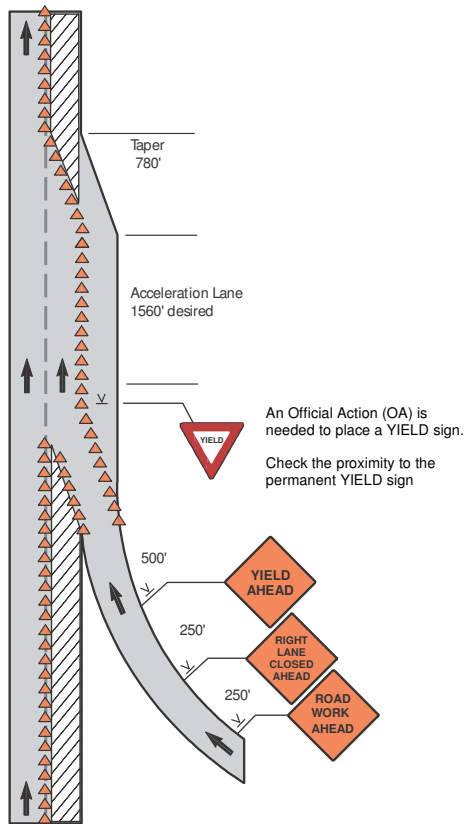 Taper
780'
Acceleration Lane
1560' desired
An Official Action (OA) is
needed to place a YIELD sign.
YIELD
Check the proximity to the
permanent YIELD sign
500'
YIELD
AHEAD
250'
RIGHT
LANE
CLOSED
AHEAD
250'
ROAD
WORK
AHEAD